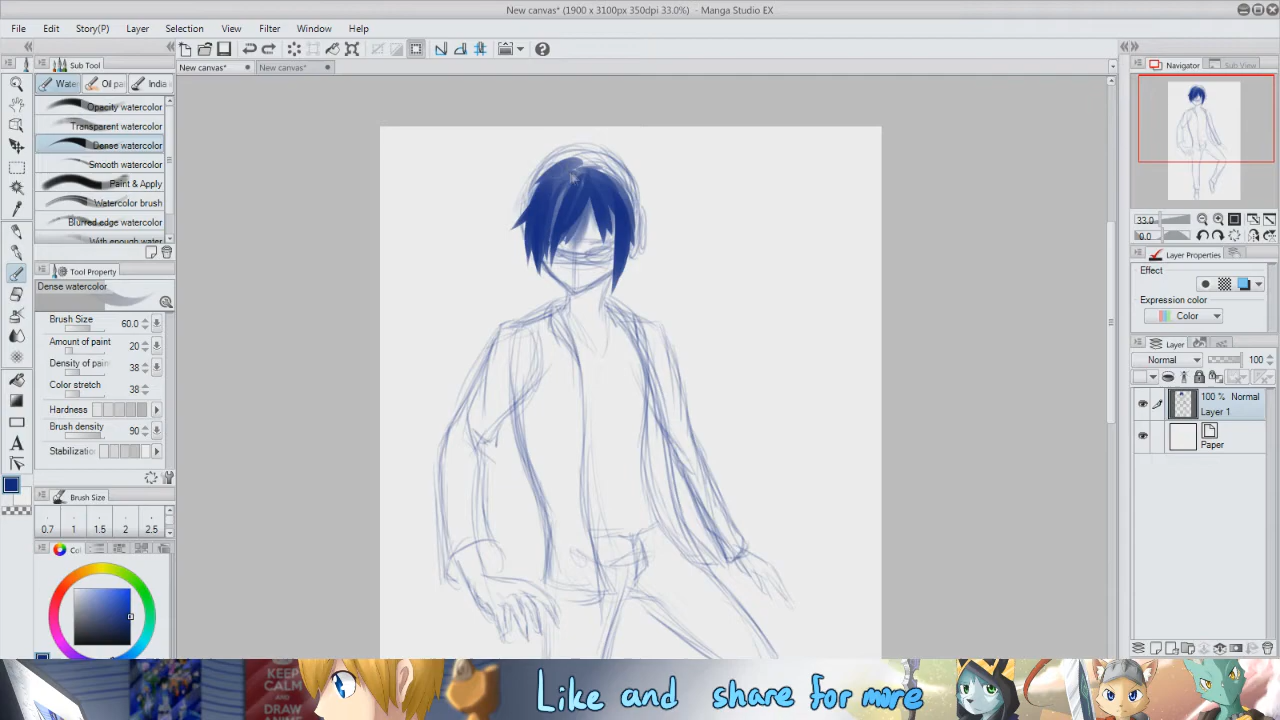 New canvas* (1900 x 3100px 350dpi 33.0%) - Manga Studio EX
File Edit Story(P) Layer Selection View Filter Window Help
New canvas* New canvas*
Sub Tool
Wate Oil pa India
Opacity watercolor
Transparent watercolor
Dense watercolor
Smooth watercolor
Paint & Apply
Watercolor brush
Blurred edge watercolor
With enough water
Tool Property
Dense watercolor
Brush Size 60.0
Amount of paint 20
Density of pain 38
Color stretch 38
Hardness
Brush density 90
Stabilization
Brush Size
0.7 1 1.5 2 2.5
Col
Navigator Sub View
33.0
0.0
Layer Properties
Effect
Expression color
Color
Layer
Normal 100
100 % Normal
Layer 1
Paper
KEEP
CALM
AND
DRAW
ANIME
Like and share for more